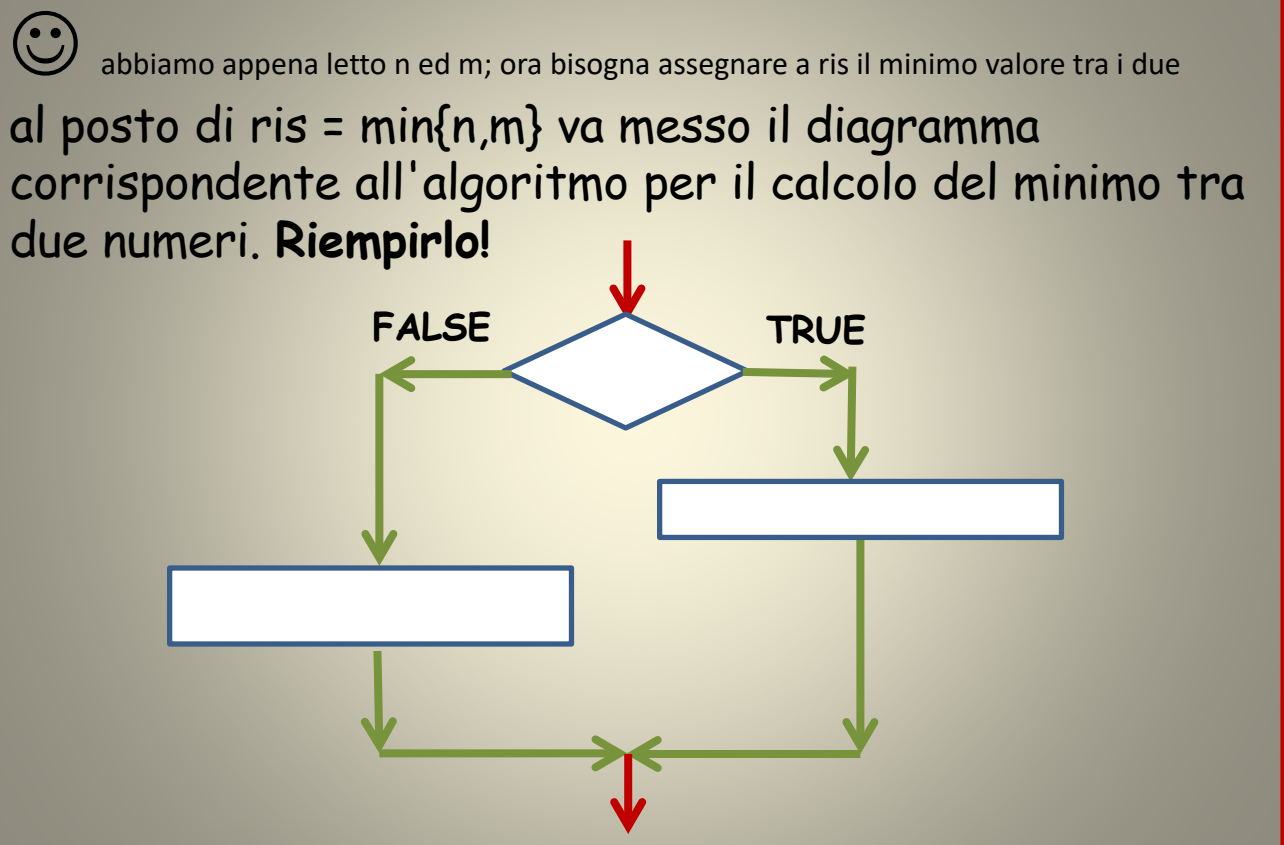 abbiamo appena letto n ed m; ora bisogna assegnare a ris il minimo valore tra i due
al posto di ris = min{n,m} va messo il diagramma
corrispondente all'algoritmo per il calcolo del minimo tra
due numeri. Riempirlo!
FALSE
TRUE